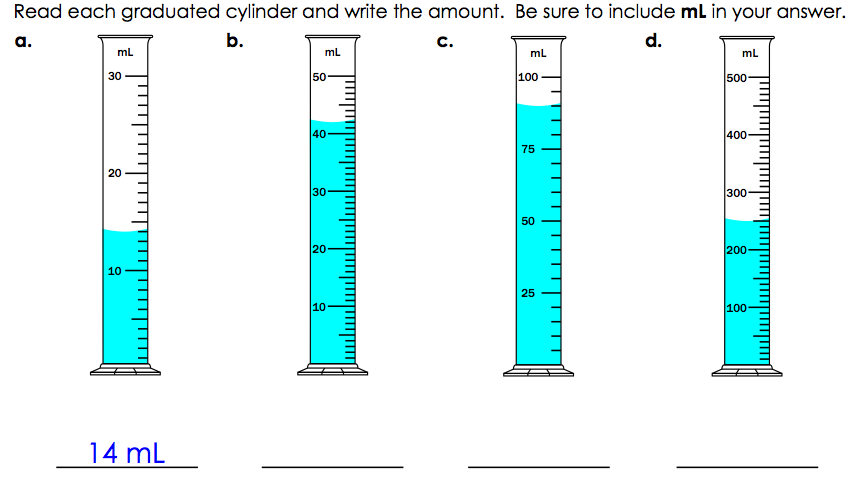 Read each graduated cylinder and write the amount. Be sure to include mL in your answer.
a. b. c. d.
mL mL mL mL
30 50 100 500
40 400
75
20 30 300
50
20 200
10 25
10 100
14 mL